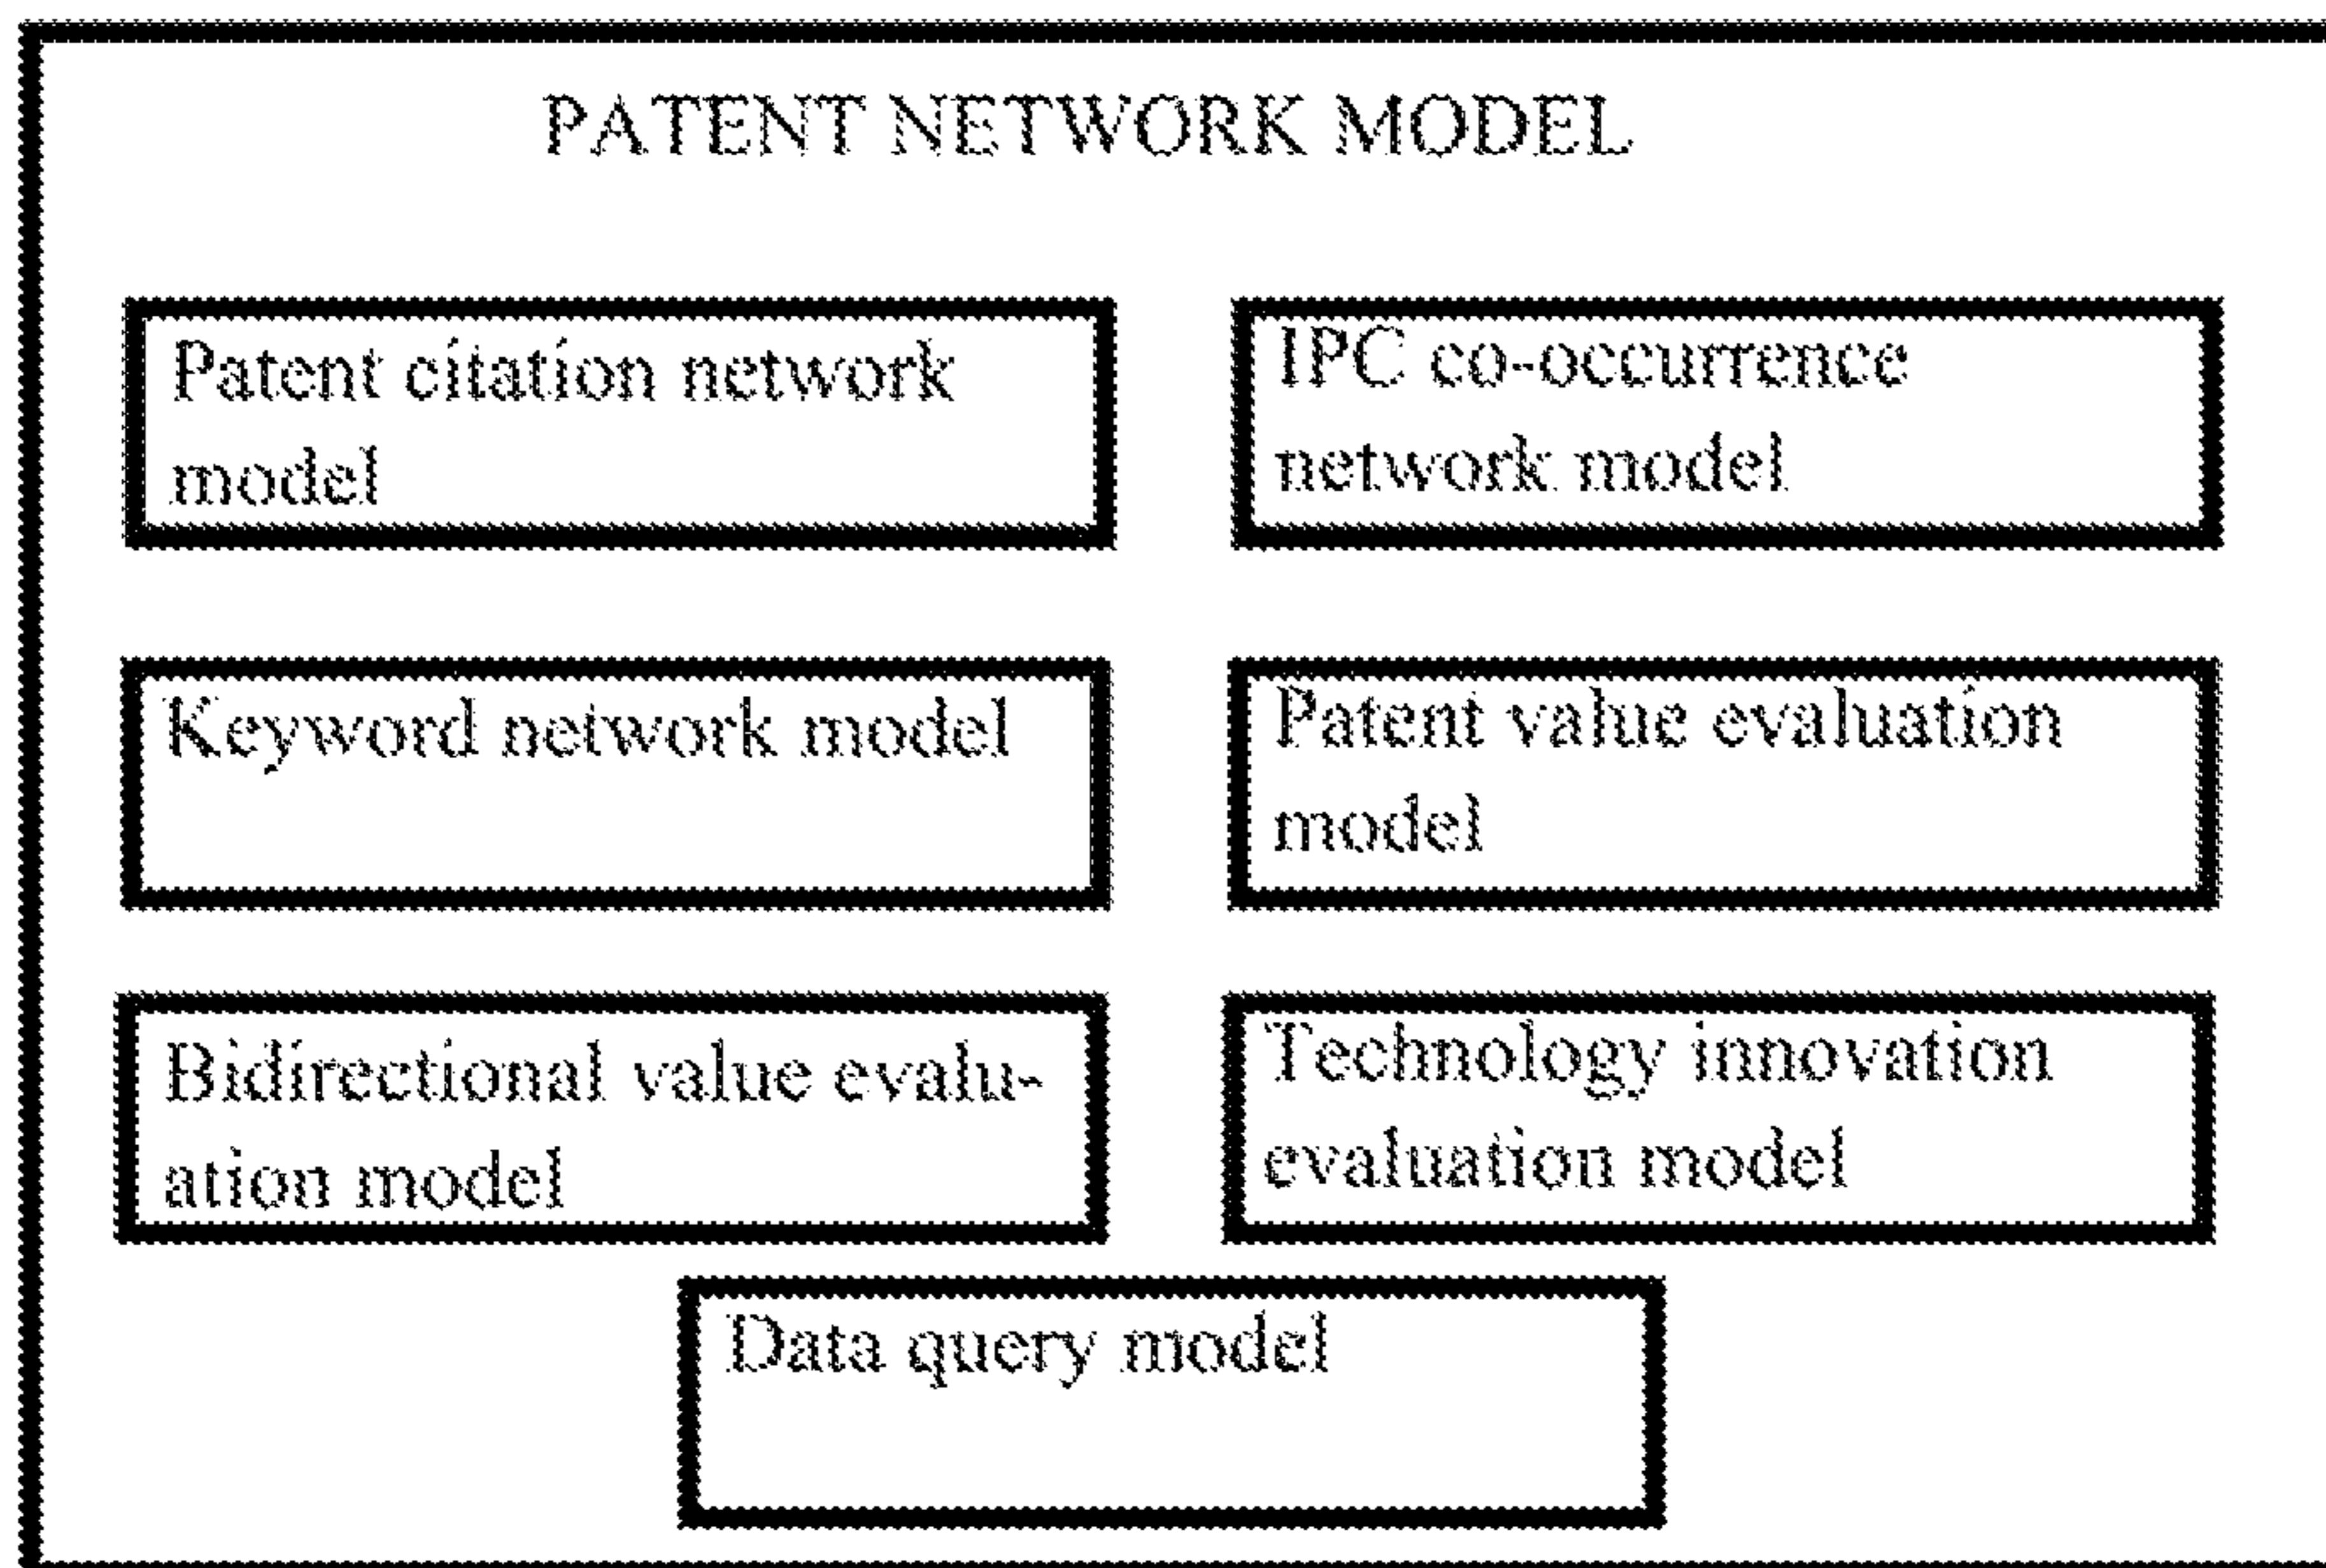 PATENT NETWORK MODEL
Patent citation network
model
IPC co-occurrence
network model
Keyword network model
Patent value evaluation
model
Bidirectional value evalu-
ation model
Technology innovation
evaluation model
Data query model